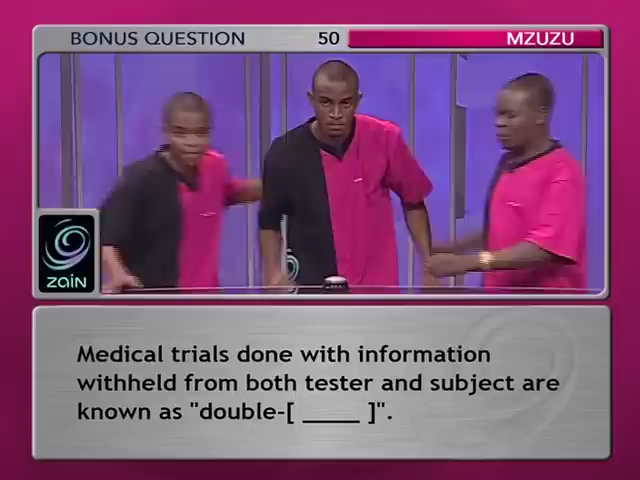 BONUS QUESTION 50 MZUZU
zain
Medical trials done with information
withheld from both tester and subject are
known as "double-[ ____ ]".